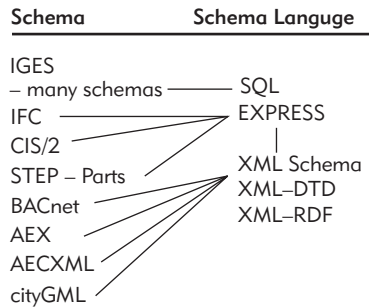 Schema Schema Languge
IGES
– many schemas SQL
IFC EXPRESS
CIS/2
STEP – Parts XML Schema
BACnet XML–DTD
AEX XML–RDF
AECXML
cityGML